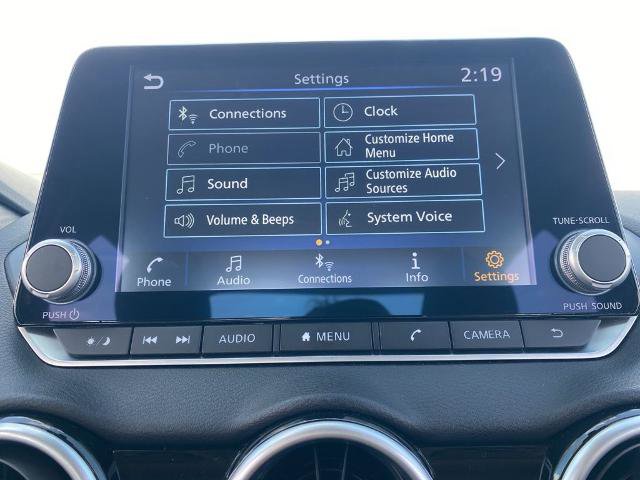 Settings
2:19
Connections
Clock
Phone
Customize Home
Menu
Sound
Customize Audio
Sources
Volume & Beeps
System Voice
VOL
TUNE·SCROLL
Phone
Audio
Connections
Info
Settings
PUSH
PUSH SOUND
AUDIO
MENU
CAMERA